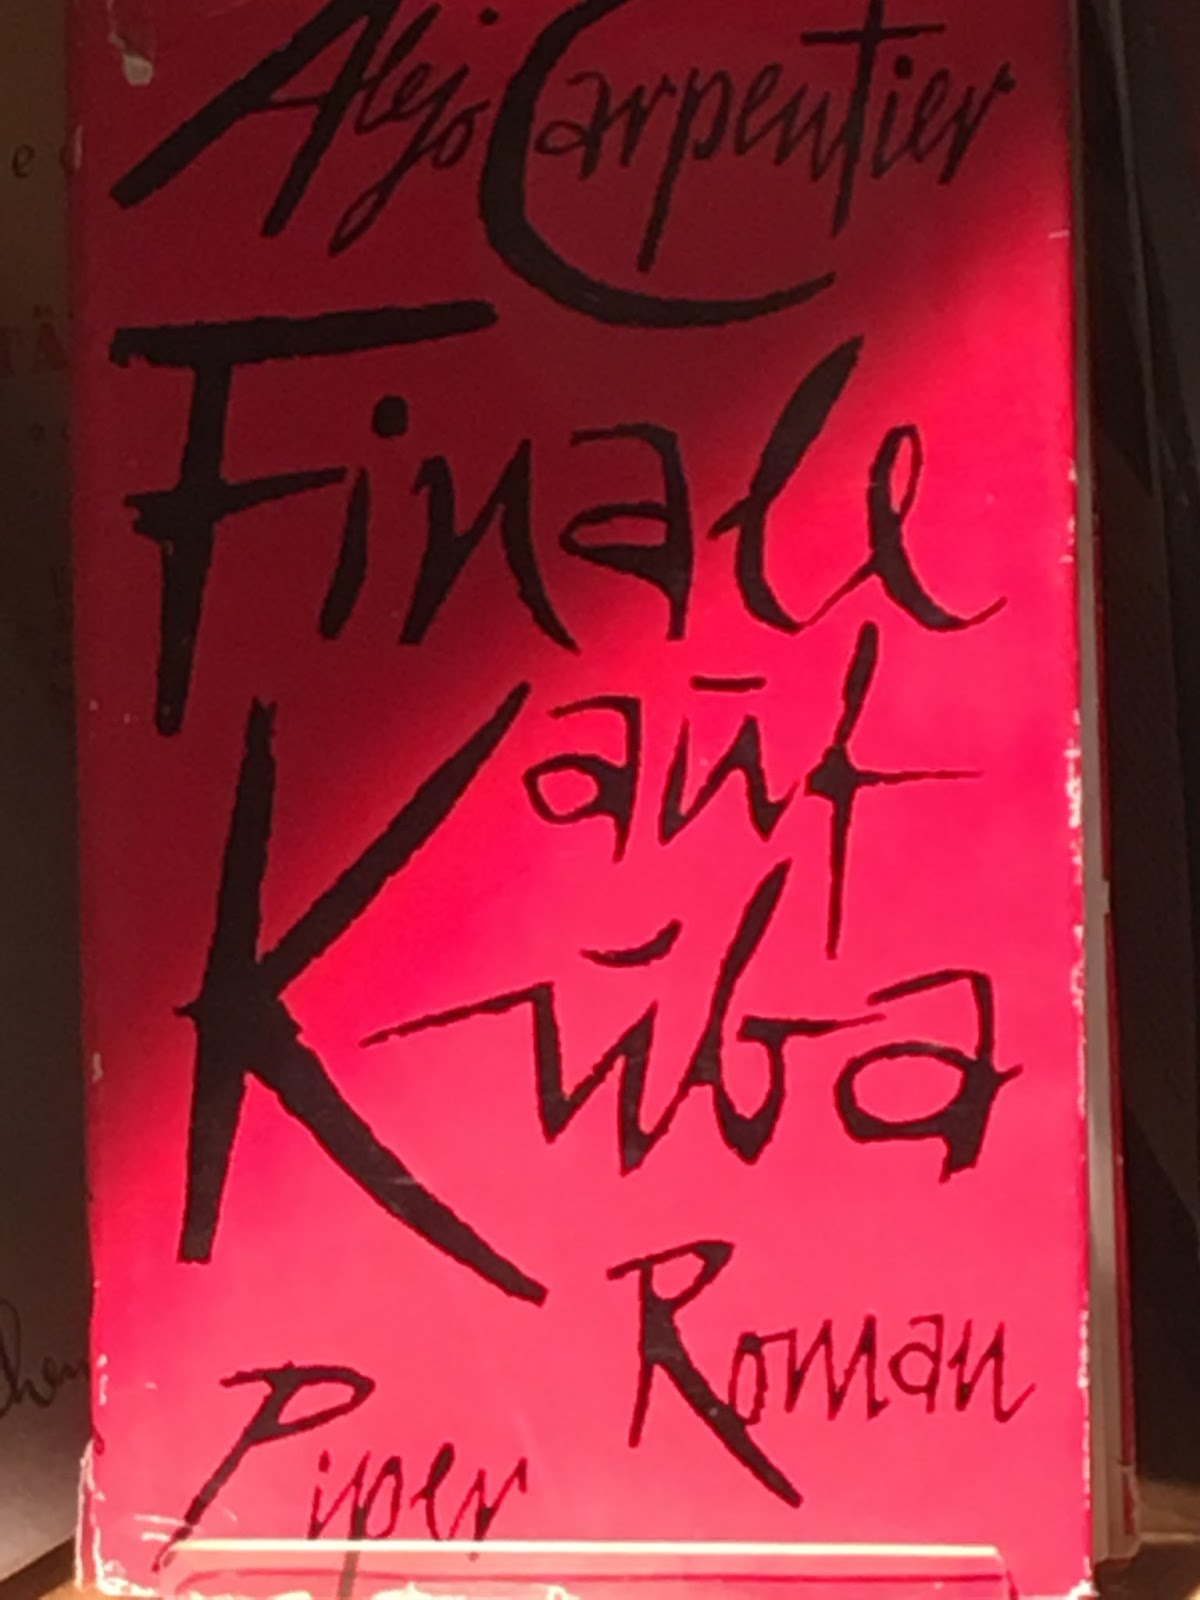 Alejo Carpentier
Finale
auf
Kuba
Roman
Piper